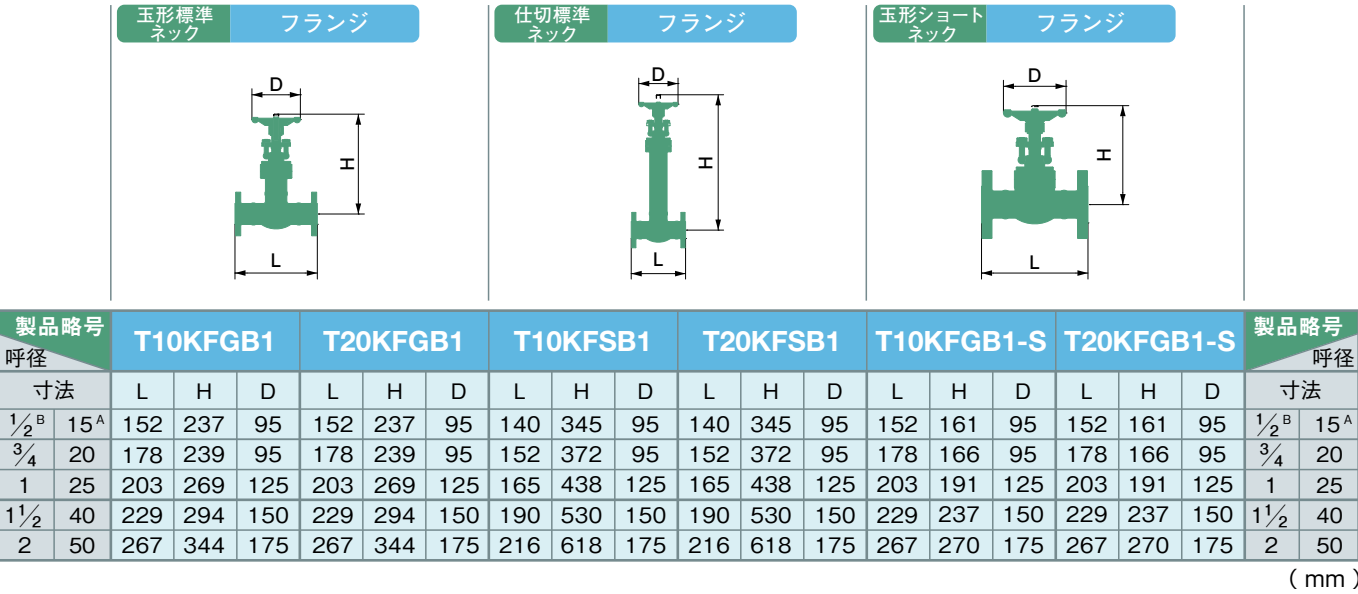 玉形標準
ネック
フランジ
仕切標準
ネック
フランジ
玉形ショート
ネック
フランジ
D
H
L
D
H
L
D
H
L
製品略号 T10KFGB1 T20KFGB1 T10KFSB1 T20KFSB1 T10KFGB1-S T20KFGB1-S 製品略号
呼径 呼径
寸法 L H D L H D L H D L H D L H D L H D 寸法
1/2 B 15 A 152 237 95 152 237 95 140 345 95 140 345 95 152 161 95 152 161 95 1/2 B 15 A
3/4 20 178 239 95 178 239 95 152 372 95 152 372 95 178 166 95 178 166 95 3/4 20
1 25 203 269 125 203 269 125 165 438 125 165 438 125 203 191 125 203 191 125 1 25
1 1/2 40 229 294 150 229 294 150 190 530 150 190 530 150 229 237 150 229 237 150 1 1/2 40
2 50 267 344 175 267 344 175 216 618 175 216 618 175 267 270 175 267 270 175 2 50
(mm)